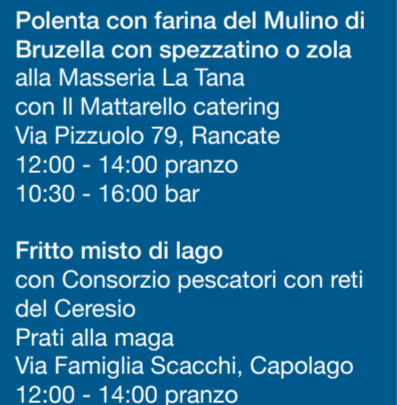 Polenta con farina del Mulino di
Bruzella con spezzatino o zola
alla Masseria La Tana
con Il Mattarello catering
Via Pizzuolo 79, Rancate
12:00 - 14:00 pranzo
10:30 - 16:00 bar
Fritto misto di lago
con Consorzio pescatori con reti
del Ceresio
Prati alla maga
Via Famiglia Scacchi, Capolago
12:00 - 14:00 pranzo